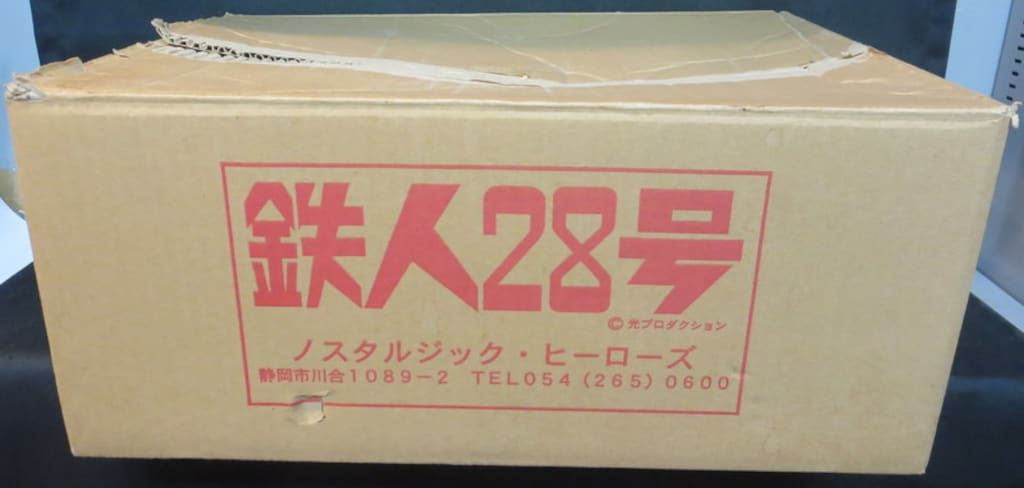 鉄人28号
©光プロダクション
ノスタルジック・ヒーローズ
静岡市川合1089-2 TEL054(265)0600